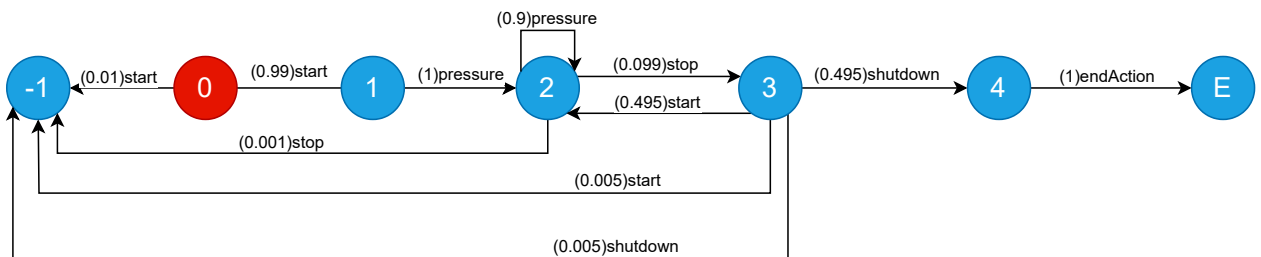 (0.9)pressure
(0.01)start
(0.99)start
(1)pressure
(0.099)stop
(0.495)shutdown
(1)endAction
-1
0
1
2
3
4
E
(0.495)start
(0.001)stop
(0.005)start
(0.005)shutdown